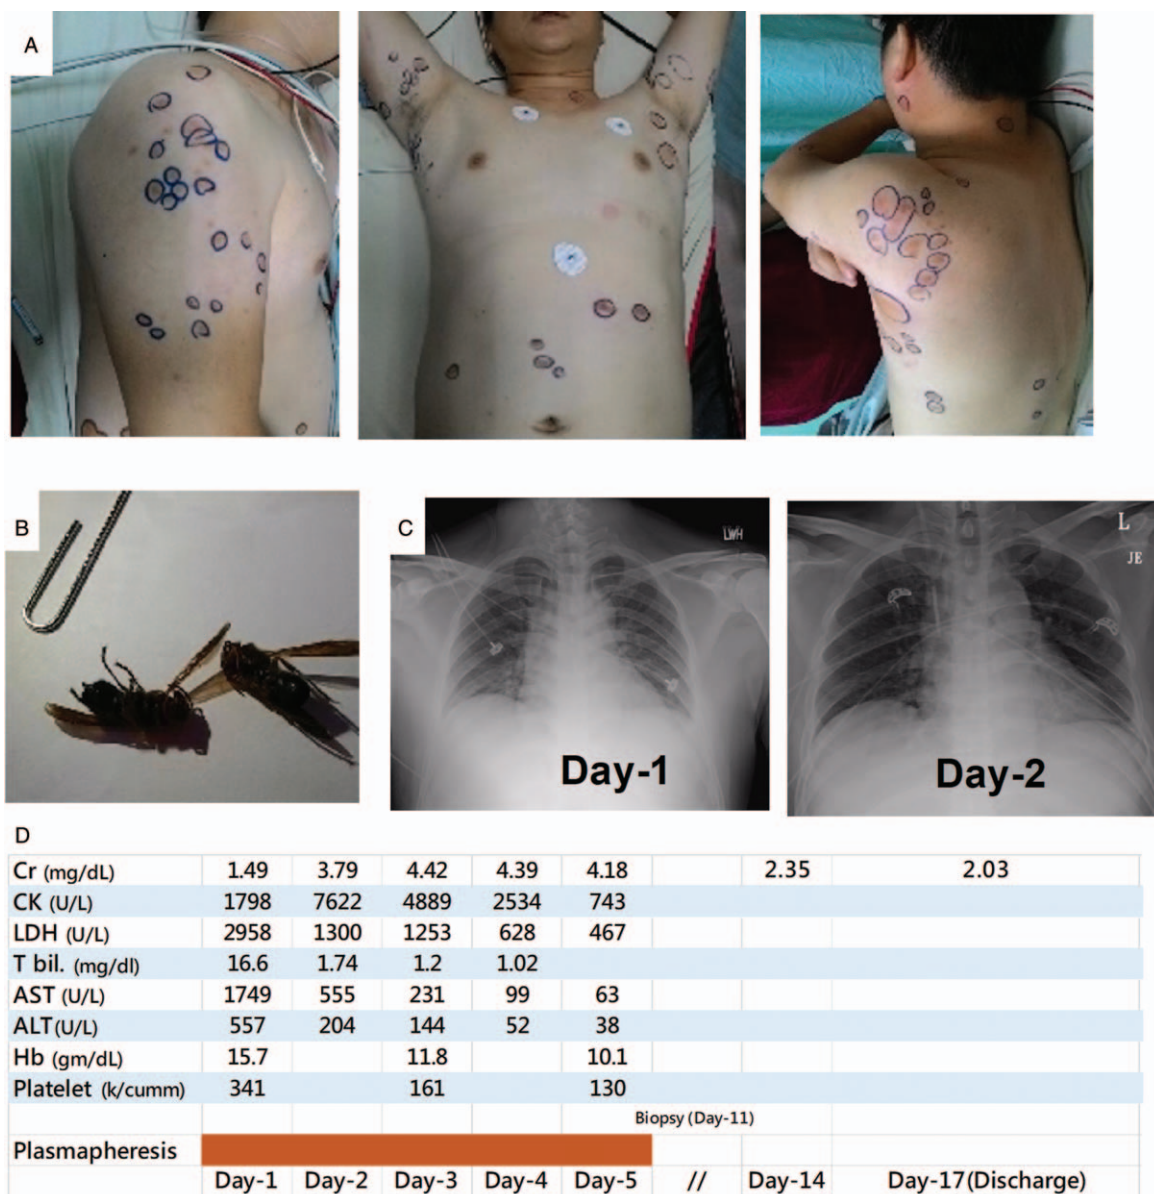 A
B
C
LWH
Day-1
L
JE
Day-2
D
Cr (mg/dL) 1.49 3.79 4.42 4.39 4.18 2.35 2.03
CK (U/L) 1798 7622 4889 2534 743
LDH (U/L) 2958 1300 1253 628 467
T bil. (mg/dl) 16.6 1.74 1.2 1.02
AST (U/L) 1749 555 231 99 63
ALT(U/L) 557 204 144 52 38
Hb (gm/dL) 15.7 11.8 10.1
Platelet (k/cumm) 341 161 130
Biopsy (Day-11)
Plasmapheresis
Day-1 Day-2 Day-3 Day-4 Day-5 // Day-14 Day-17(Discharge)